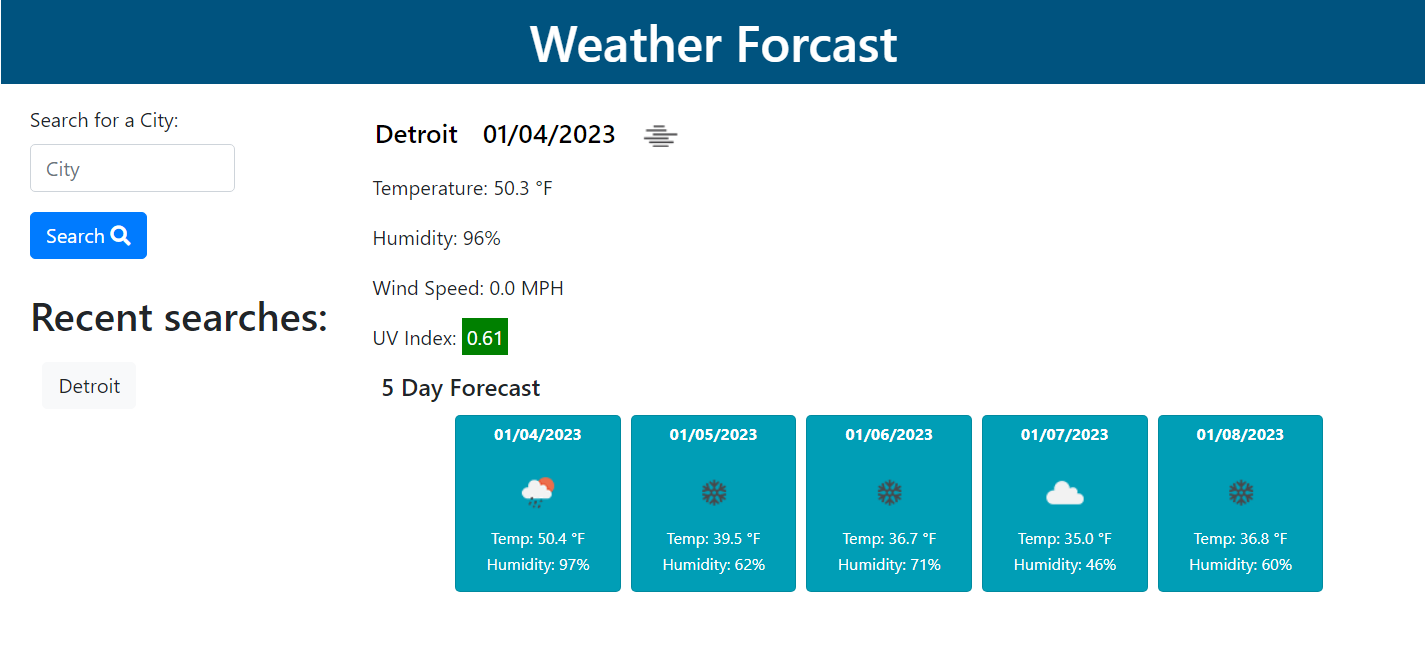 Weather Forcast
Search for a City:
City
Search
Recent searches:
Detroit
Detroit 01/04/2023
Temperature: 50.3 °F
Humidity: 96%
Wind Speed: 0.0 MPH
UV Index: 0.61
5 Day Forecast
01/04/2023
Temp: 50.4 °F
Humidity: 97%
01/05/2023
Temp: 39.5 °F
Humidity: 62%
01/06/2023
Temp: 36.7 °F
Humidity: 71%
01/07/2023
Temp: 35.0 °F
Humidity: 46%
01/08/2023
Temp: 36.8 °F
Humidity: 60%